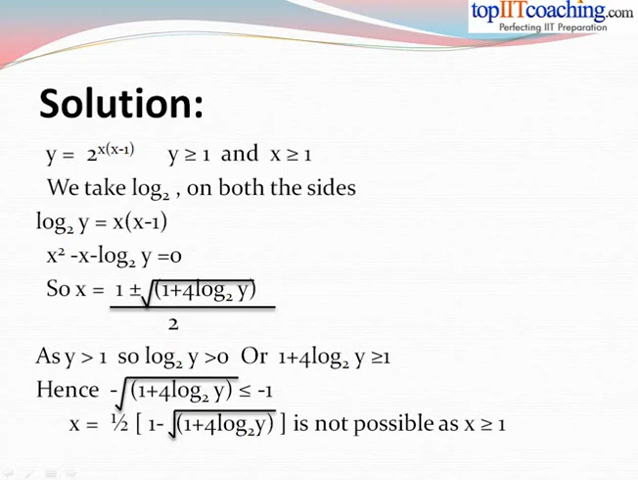 topIITcoaching.com
Perfecting IIT Preparation
Solution:
y = 2ˣ⁽ˣ⁻¹⁾ y ≥ 1 and x ≥ 1
We take log₂ , on both the sides
log₂ y = x(x-1)
x² -x-log₂ y =0
So x = 1 ± √(1+4log₂ y)
2
As y > 1 so log₂ y >0 Or 1+4log₂ y ≥1
Hence -√(1+4log₂ y) ≤ -1
x = ½ [ 1- √(1+4log₂y) ] is not possible as x ≥ 1